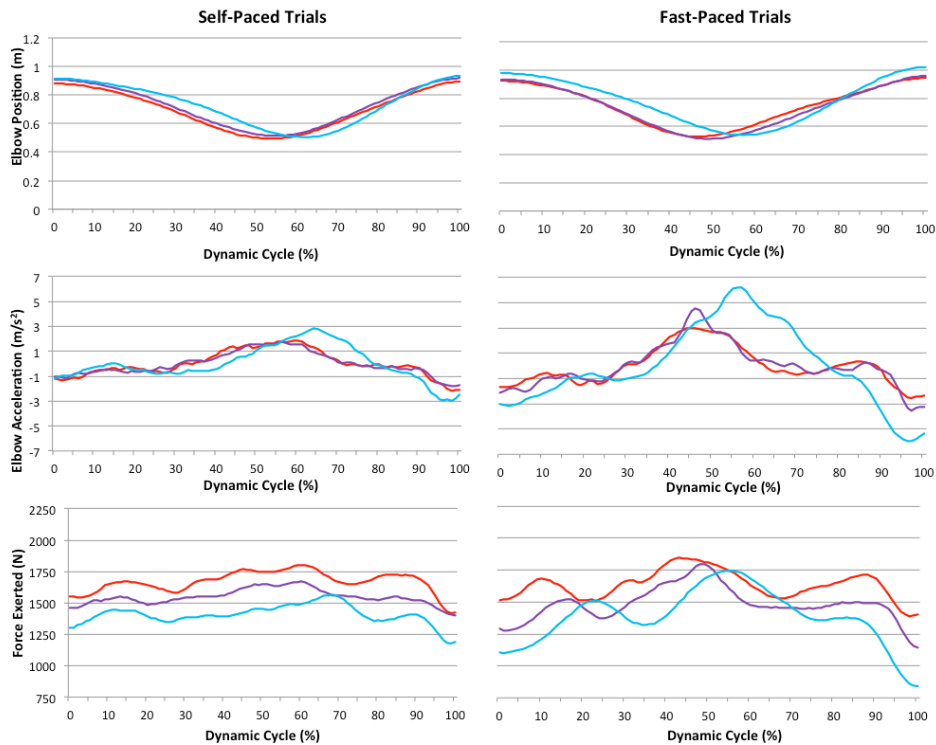 Self-Paced Trials
Fast-Paced Trials
Elbow Position (m)
1.2
1
0.8
0.6
0.4
0.2
0
0 10 20 30 40 50 60 70 80 90 100
Dynamic Cycle (%)
0 10 20 30 40 50 60 70 80 90 100
Dynamic Cycle (%)
Elbow Acceleration (m/s²)
7
5
3
1
-1
-3
-5
-7
0 10 20 30 40 50 60 70 80 90 100
Dynamic Cycle (%)
0 10 20 30 40 50 60 70 80 90 100
Dynamic Cycle (%)
Force Exerted (N)
2250
2000
1750
1500
1250
1000
750
0 10 20 30 40 50 60 70 80 90 100
Dynamic Cycle (%)
0 10 20 30 40 50 60 70 80 90 100
Dynamic Cycle (%)